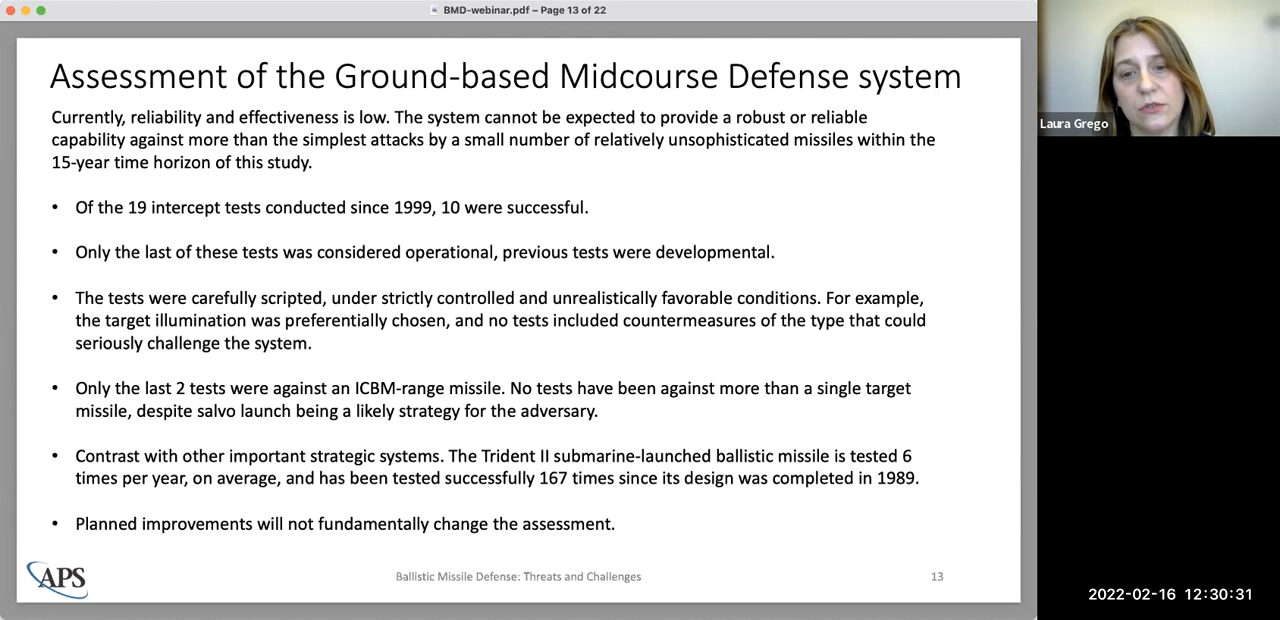 BMD-webinar.pdf – Page 13 of 22
Assessment of the Ground-based Midcourse Defense system
Currently, reliability and effectiveness is low. The system cannot be expected to provide a robust or reliable
capability against more than the simplest attacks by a small number of relatively unsophisticated missiles within the
15-year time horizon of this study.
• Of the 19 intercept tests conducted since 1999, 10 were successful.
• Only the last of these tests was considered operational, previous tests were developmental.
• The tests were carefully scripted, under strictly controlled and unrealistically favorable conditions. For example,
the target illumination was preferentially chosen, and no tests included countermeasures of the type that could
seriously challenge the system.
• Only the last 2 tests were against an ICBM-range missile. No tests have been against more than a single target
missile, despite salvo launch being a likely strategy for the adversary.
• Contrast with other important strategic systems. The Trident II submarine-launched ballistic missile is tested 6
times per year, on average, and has been tested successfully 167 times since its design was completed in 1989.
• Planned improvements will not fundamentally change the assessment.
APS
Ballistic Missile Defense: Threats and Challenges
13
Laura Grego
2022-02-16 12:30:31